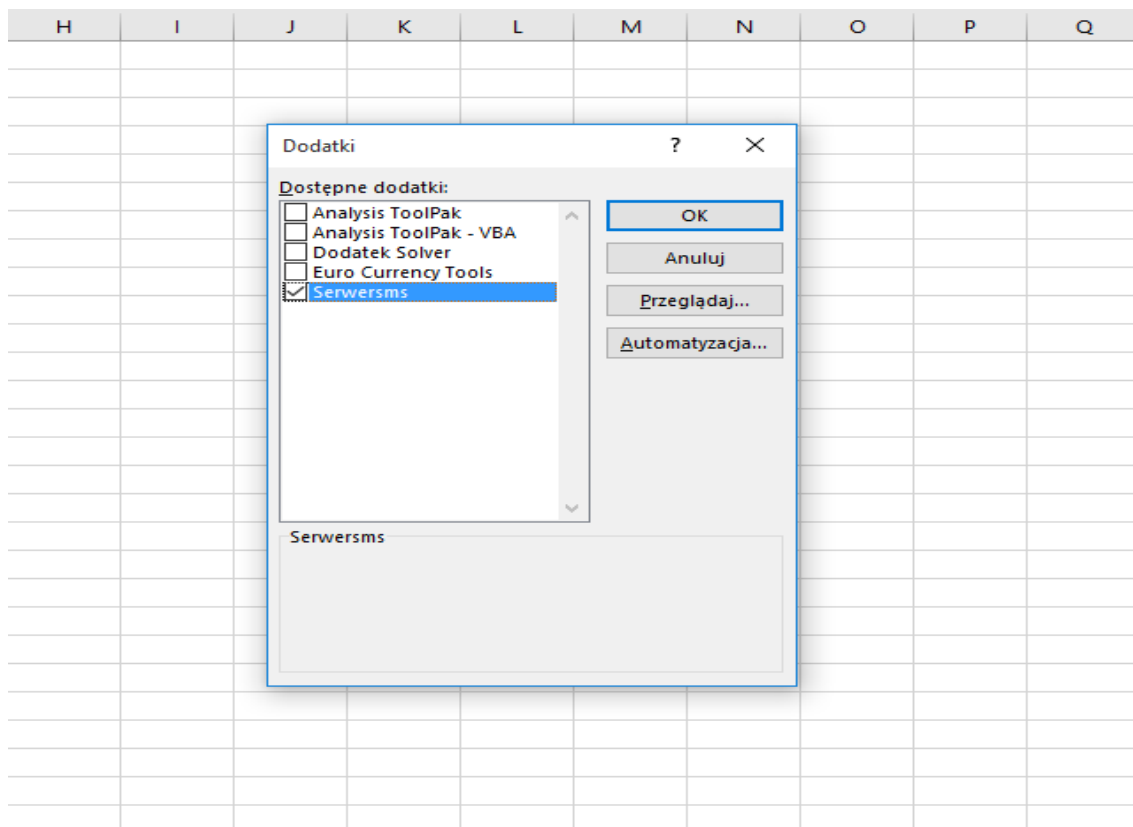 H I J K L M N O P Q
Dodatki ?
Dostępne dodatki:
Analysis ToolPak
Analysis ToolPak - VBA
Dodatek Solver
Euro Currency Tools
Serwersms
OK
Anuluj
Przeglądaj...
Automatyzacja...
Serwersms